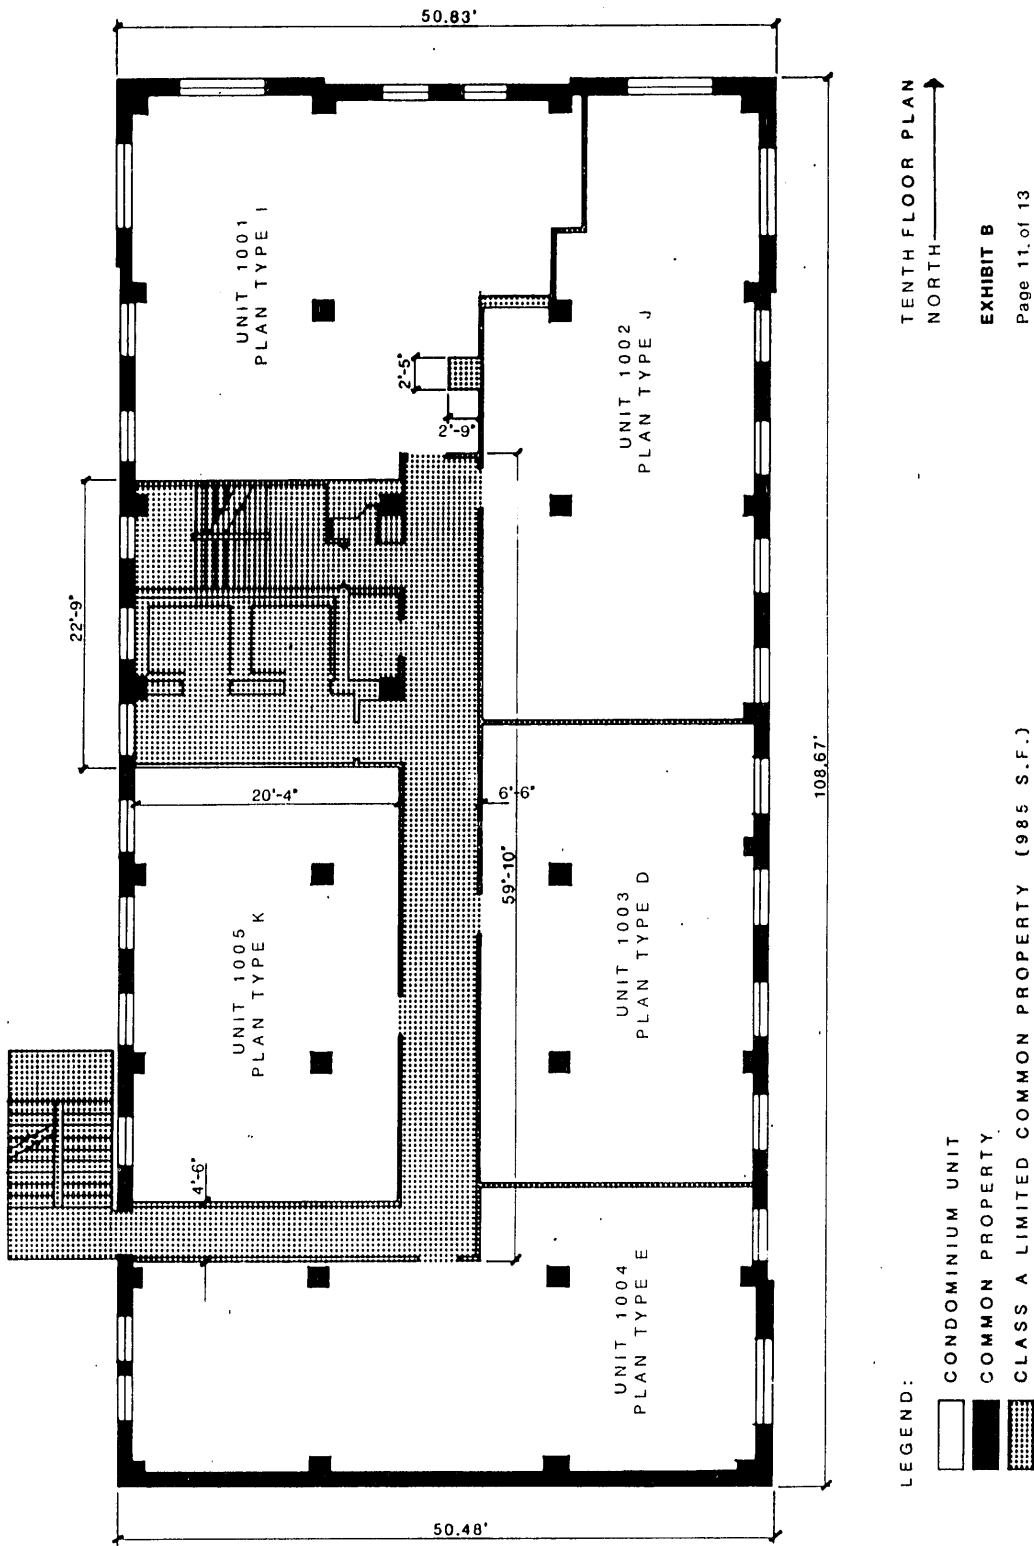 50.83'
UNIT 1001
PLAN TYPE I
2'-5"
2'-9"
UNIT 1002
PLAN TYPE J
22'-9"
20'-4"
6'-6"
59'-10"
108.67'
UNIT 1005
PLAN TYPE K
UNIT 1003
PLAN TYPE D
4'-6"
UNIT 1004
PLAN TYPE E
50.48'
TENTH FLOOR PLAN
NORTH
EXHIBIT B
Page 11 of 13
LEGEND:
CONDOMINIUM UNIT
COMMON PROPERTY
CLASS A LIMITED COMMON PROPERTY (985 S.F.)